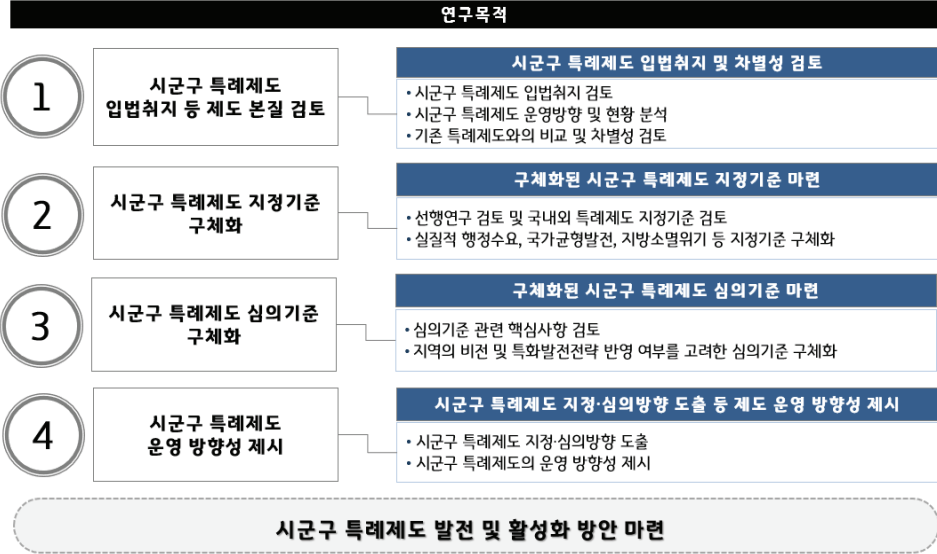 연구목적
1
시군구 특례제도
입법취지 등 제도 본질 검토
시군구 특례제도 입법취지 및 차별성 검토
• 시군구 특례제도 입법취지 검토
• 시군구 특례제도 운영방향 및 현황 분석
• 기존 특례제도와의 비교 및 차별성 검토
2
시군구 특례제도 지정기준
구체화
구체화된 시군구 특례제도 지정기준 마련
• 선행연구 검토 및 국내외 특례제도 지정기준 검토
• 실질적 행정수요, 국가균형발전, 지방소멸위기 등 지정기준 구체화
3
시군구 특례제도 심의기준
구체화
구체화된 시군구 특례제도 심의기준 마련
• 심의기준 관련 핵심사항 검토
• 지역의 비전 및 특화발전전략 반영 여부를 고려한 심의기준 구체화
4
시군구 특례제도
운영 방향성 제시
시군구 특례제도 지정·심의방향 도출 등 제도 운영 방향성 제시
• 시군구 특례제도 지정·심의방향 도출
• 시군구 특례제도의 운영 방향성 제시
시군구 특례제도 발전 및 활성화 방안 마련